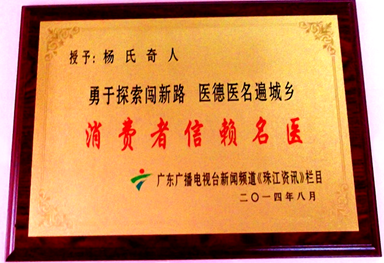 授予:杨氏奇人
勇于探索闯新路 医德医名遍城乡
消费者信赖名医
广东广播电视台新闻频道《珠江资讯》栏目
二〇一四年八月